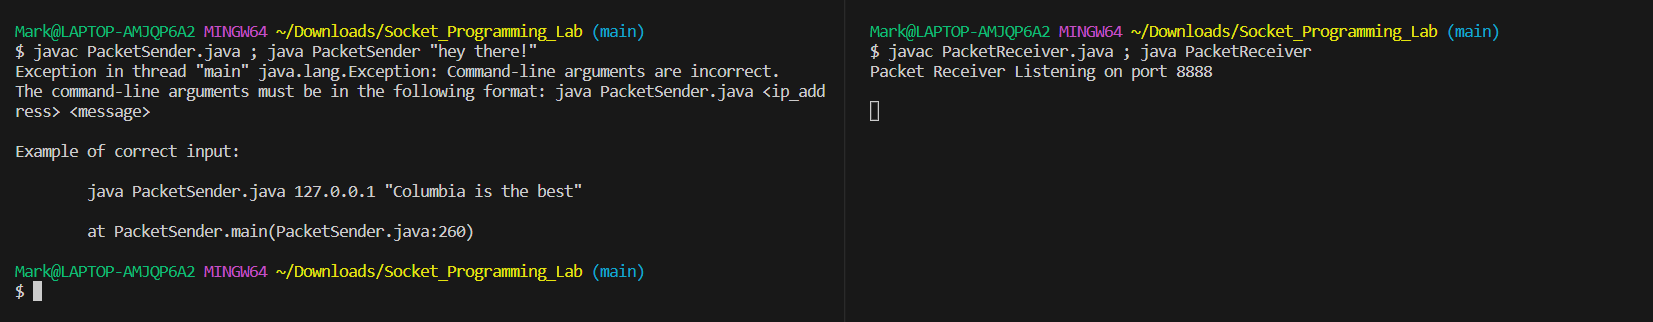 Mark@LAPTOP-AMJQP6A2 MINGW64 ~/Downloads/Socket_Programming_Lab (main)
$ javac PacketSender.java ; java PacketSender "hey there!"
Exception in thread "main" java.lang.Exception: Command-line arguments are incorrect.
The command-line arguments must be in the following format: java PacketSender.java <ip_add
ress> <message>
Example of correct input:
java PacketSender.java 127.0.0.1 "Columbia is the best"
at PacketSender.main(PacketSender.java:260)
Mark@LAPTOP-AMJQP6A2 MINGW64 ~/Downloads/Socket_Programming_Lab (main)
$
Mark@LAPTOP-AMJQP6A2 MINGW64 ~/Downloads/Socket_Programming_Lab (main)
$ javac PacketReceiver.java ; java PacketReceiver
Packet Receiver Listening on port 8888